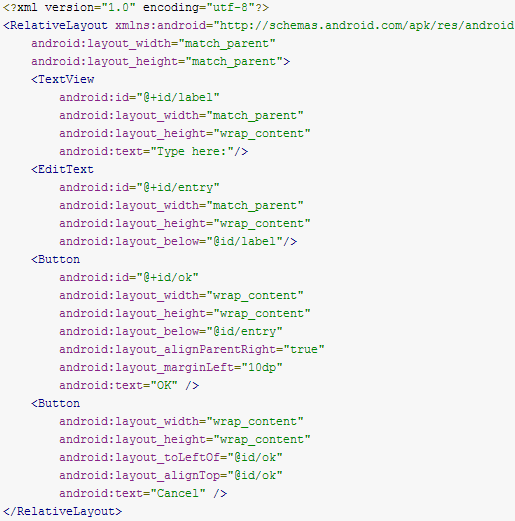 <?xml version="1.0" encoding="utf-8"?>
<RelativeLayout xmlns:android="http://schemas.android.com/apk/res/android
    android:layout_width="match_parent"
    android:layout_height="match_parent">
    <TextView
        android:id="@+id/label"
        android:layout_width="match_parent"
        android:layout_height="wrap_content"
        android:text="Type here:"/>
    <EditText
        android:id="@+id/entry"
        android:layout_width="match_parent"
        android:layout_height="wrap_content"
        android:layout_below="@id/label"/>
    <Button
        android:id="@+id/ok"
        android:layout_width="wrap_content"
        android:layout_height="wrap_content"
        android:layout_below="@id/entry"
        android:layout_alignParentRight="true"
        android:layout_marginLeft="10dp"
        android:text="OK" />
    <Button
        android:layout_width="wrap_content"
        android:layout_height="wrap_content"
        android:layout_toLeftOf="@id/ok"
        android:layout_alignTop="@id/ok"
        android:text="Cancel" />
</RelativeLayout>